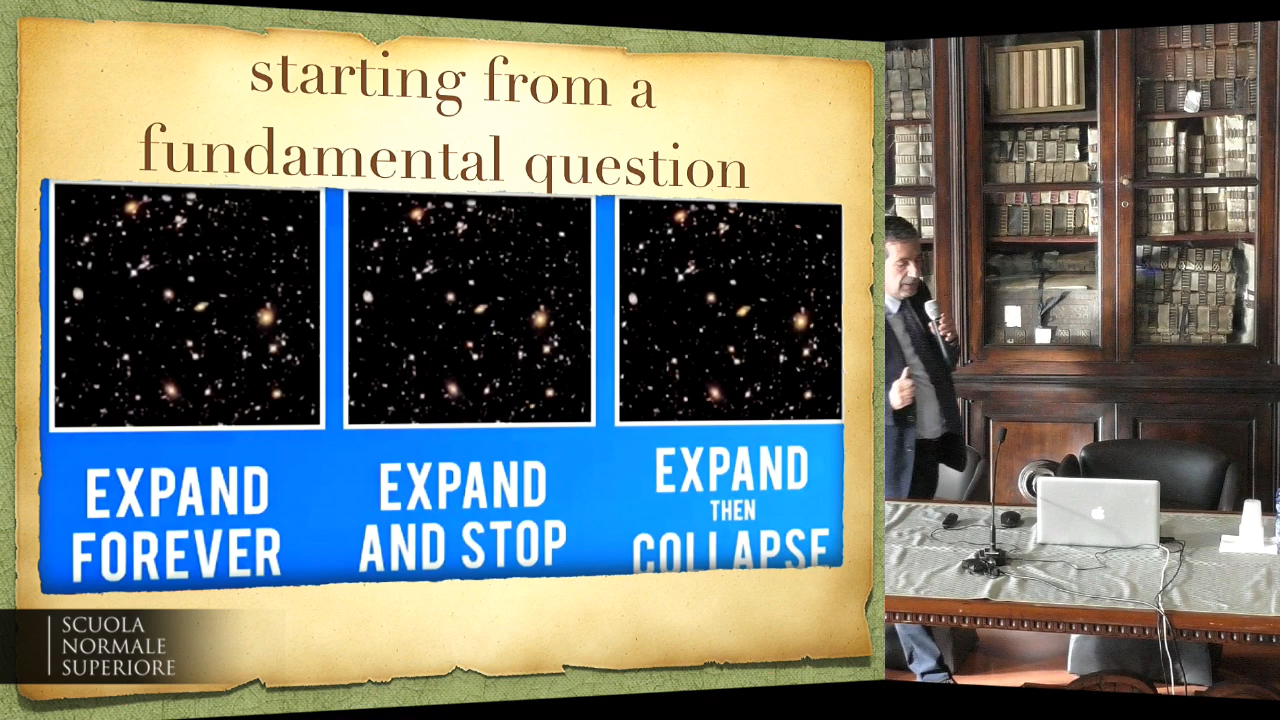 starting from a
fundamental question
EXPAND
FOREVER
EXPAND
AND STOP
EXPAND
THEN
COLLAPSE
SCUOLA
NORMALE
SUPERIORE